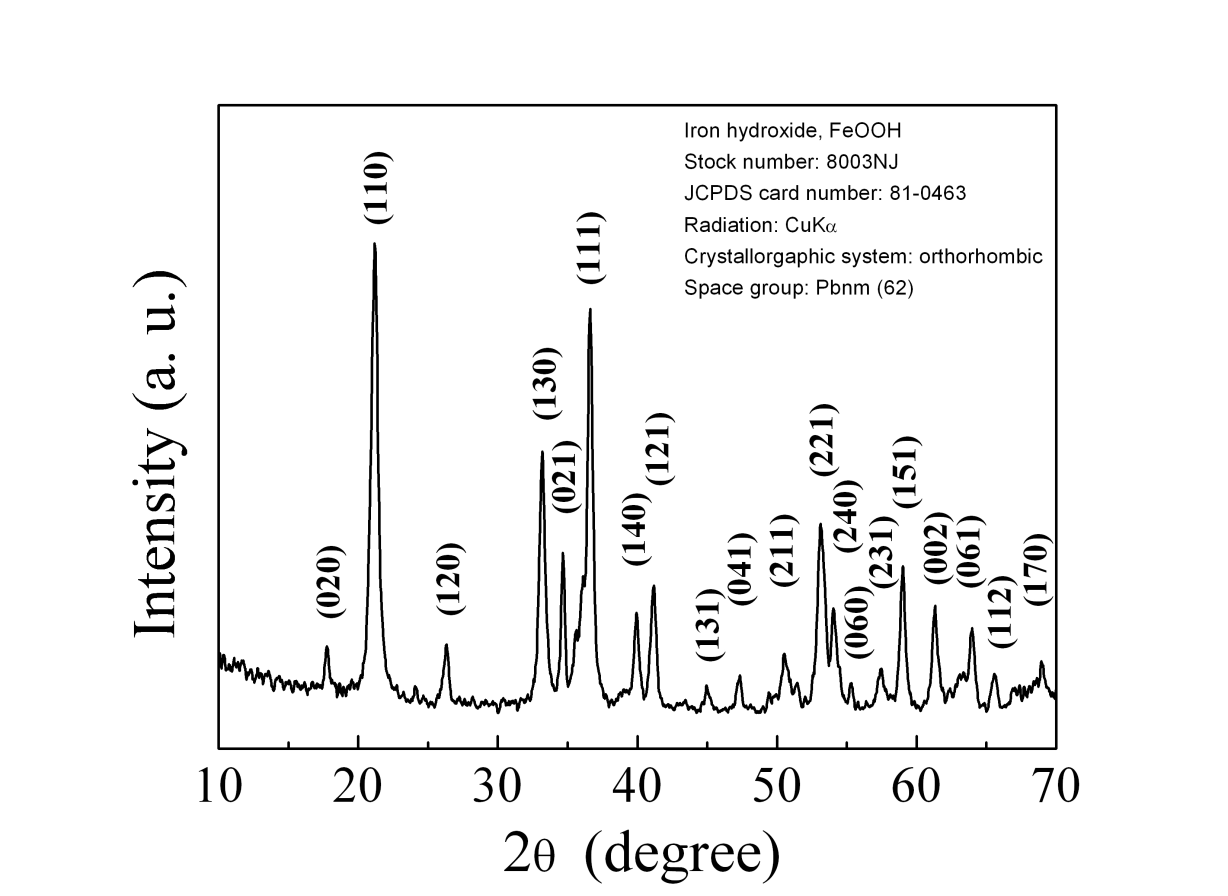 Iron hydroxide, FeOOH
Stock number: 8003NJ
JCPDS card number: 81-0463
Radiation: CuKα
Crystallorgaphic system: orthorhombic
Space group: Pbnm (62)
Intensity (a. u.)
(020)
(110)
(120)
(130)
(021)
(111)
(140)
(121)
(131)
(041)
(211)
(221)
(240)
(060)
(231)
(151)
(002)
(061)
(112)
(170)
10 20 30 40 50 60 70
2θ (degree)